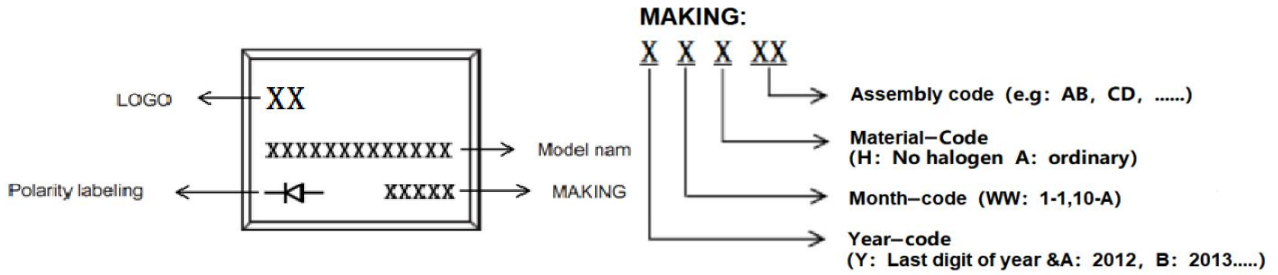 MAKING:
X X X XX
LOGO
XX
XXXXXXXXXXXXX
Model nam
Polarity labeling
XXXXX
MAKING
Assembly code (e.g: AB, CD, ......)
Material-Code
(H: No halogen A: ordinary)
Month-code (WW: 1-1,10-A)
Year-code
(Y: Last digit of year &A: 2012, B: 2013.....)